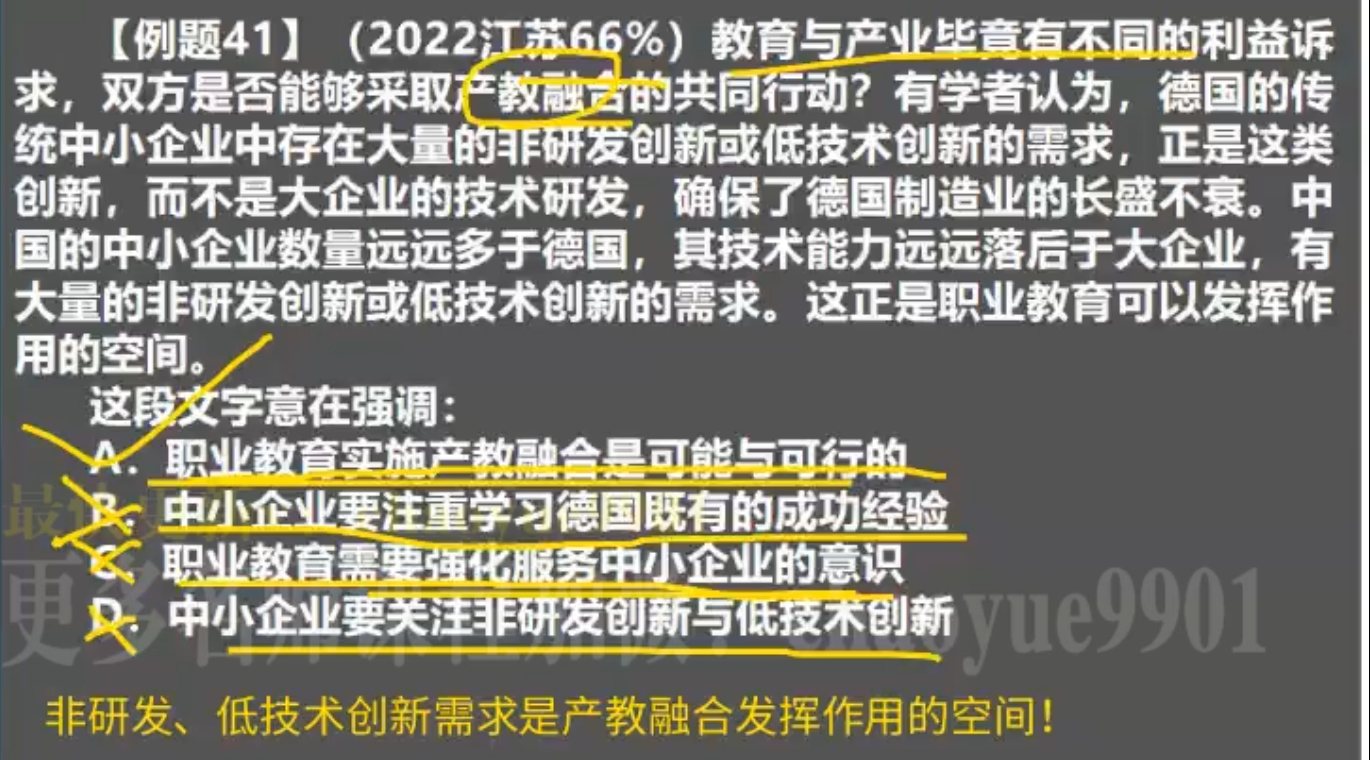 【例题41】（2022江苏66%）教育与产业毕竟有不同的利益诉
求，双方是否能够采取产教融合的共同行动？有学者认为，德国的传
统中小企业中存在大量的非研发创新或低技术创新的需求，正是这类
创新，而不是大企业的技术研发，确保了德国制造业的长盛不衰。中
国的中小企业数量远远多于德国，其技术能力远远落后于大企业，有
大量的非研发创新或低技术创新的需求。这正是职业教育可以发挥作
用的空间。
这段文字意在强调：
A．职业教育实施产教融合是可能与可行的
B．中小企业要注重学习德国既有的成功经验
C．职业教育需要强化服务中小企业的意识
D．中小企业要关注非研发创新与低技术创新
更多名师课程加微：
yue9901
非研发、低技术创新需求是产教融合发挥作用的空间！